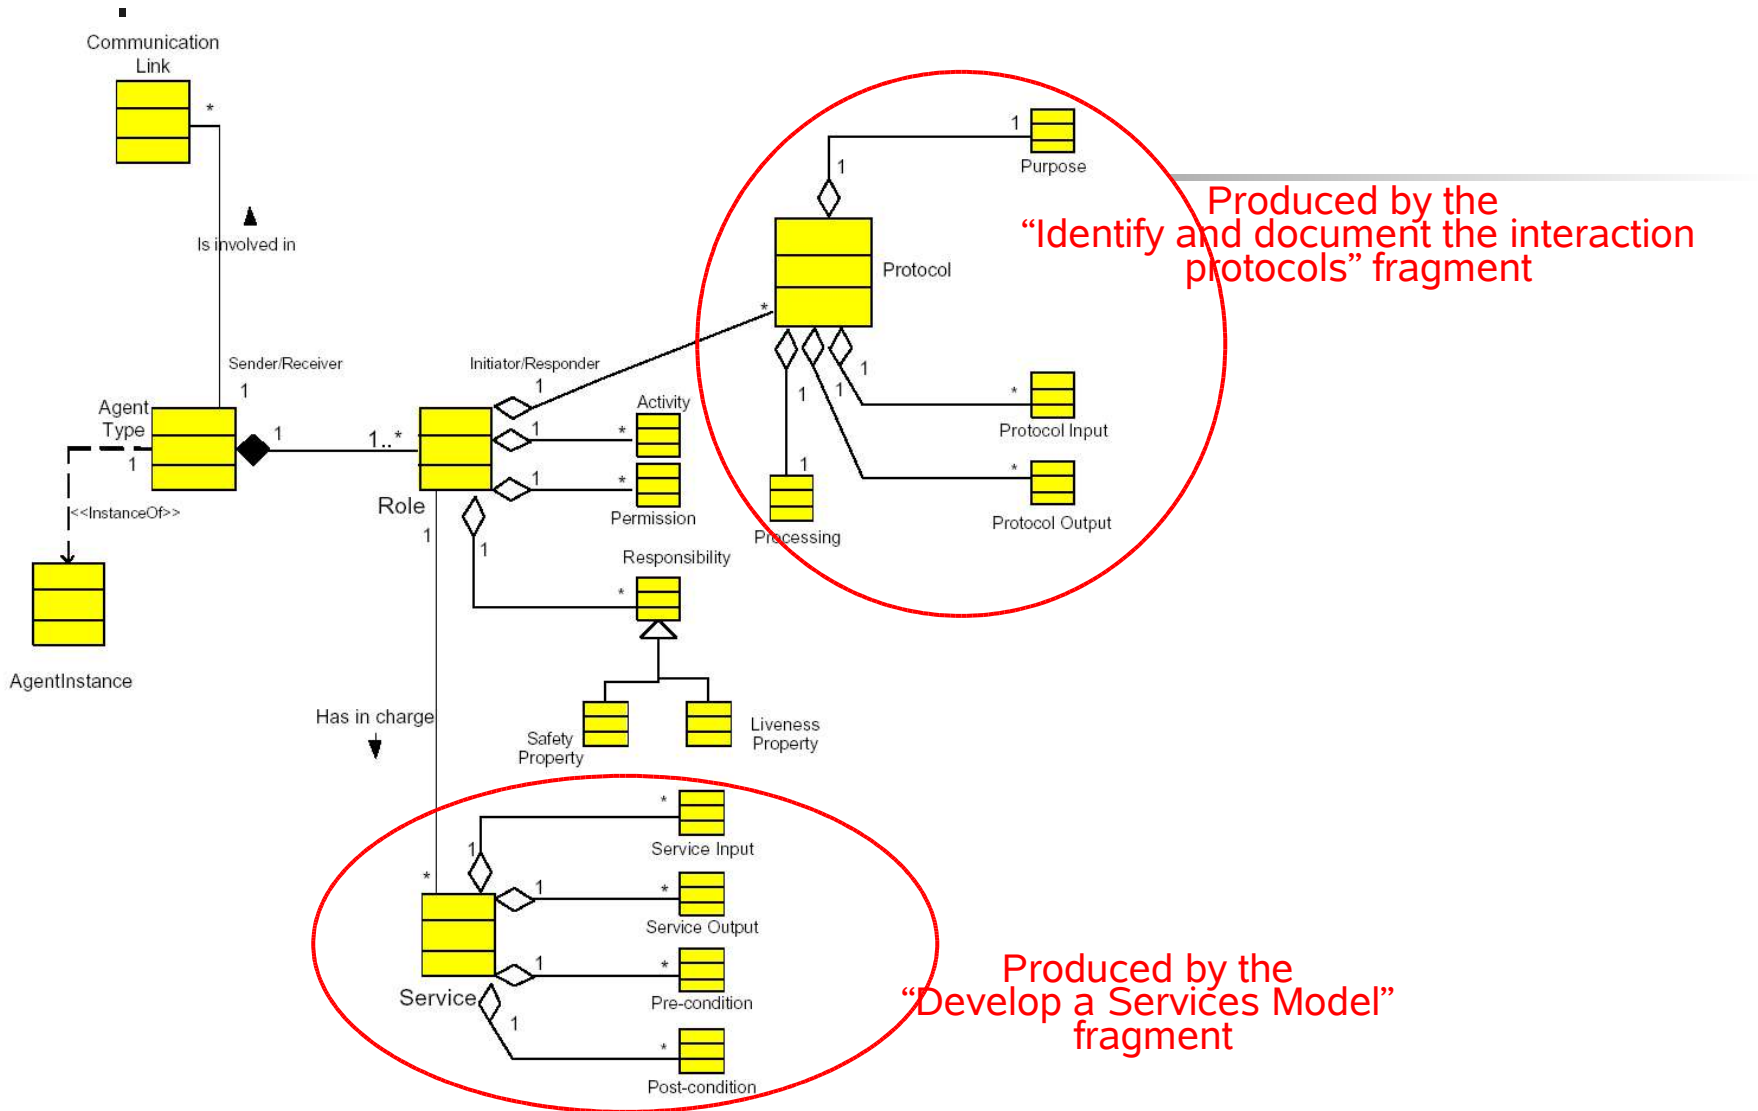 Communication
Link
*
Is involved in
Sender/Receiver
1
Agent
Type
1
1
1..*
<<InstanceOf>>
AgentInstance
Role
1
Initiator/Responder
1
*
Activity
1
*
Permission
1
*
Responsibility
1
*
Safety
Property
Liveness
Property
Has in charge
*
Protocol
1
1
Purpose
1
*
Protocol Input
1
*
Protocol Output
1
1
Processing
Produced by the
“Identify and document the interaction
protocols” fragment
Service
1
*
Service Input
1
*
Service Output
1
*
Pre-condition
1
*
Post-condition
Produced by the
“Develop a Services Model”
fragment